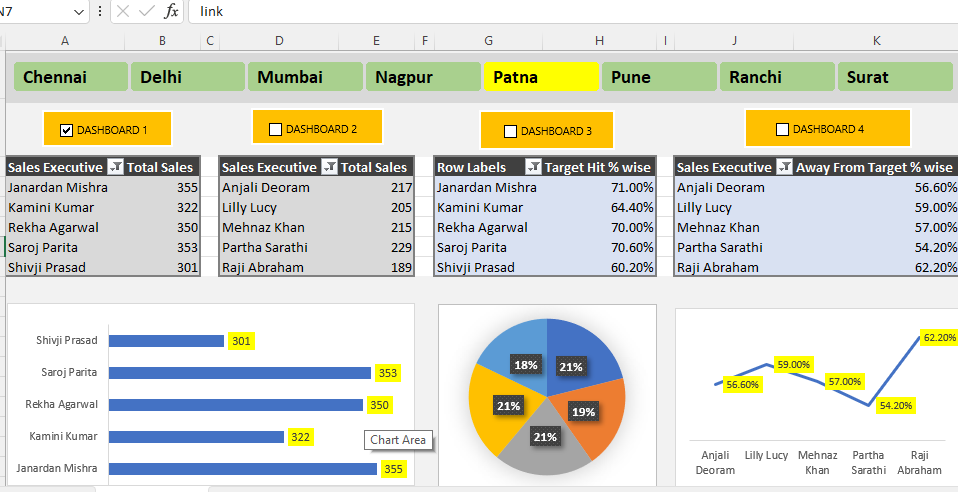 N7 fx link
A B C D E F G H I J K
Chennai Delhi Mumbai Nagpur Patna Pune Ranchi Surat
DASHBOARD 1 DASHBOARD 2 DASHBOARD 3 DASHBOARD 4
Sales Executive Total Sales Sales Executive Total Sales Row Labels Target Hit % wise Sales Executive Away From Target % wise
Janardan Mishra 355 Anjali Deoram 217 Janardan Mishra 71.00% Anjali Deoram 56.60%
Kamini Kumar 322 Lilly Lucy 205 Kamini Kumar 64.40% Lilly Lucy 59.00%
Rekha Agarwal 350 Mehnaz Khan 215 Rekha Agarwal 70.00% Mehnaz Khan 57.00%
Saroj Parita 353 Partha Sarathi 229 Saroj Parita 70.60% Partha Sarathi 54.20%
Shivji Prasad 301 Raji Abraham 189 Shivji Prasad 60.20% Raji Abraham 62.20%
Shivji Prasad 301
Saroj Parita 353
Rekha Agarwal 350
Kamini Kumar 322
Janardan Mishra 355
Chart Area
18% 21%
21% 19%
21%
62.20%
59.00%
56.60% 57.00%
54.20%
Anjali Deoram
Lilly Lucy
Mehnaz Khan
Partha Sarathi
Raji Abraham